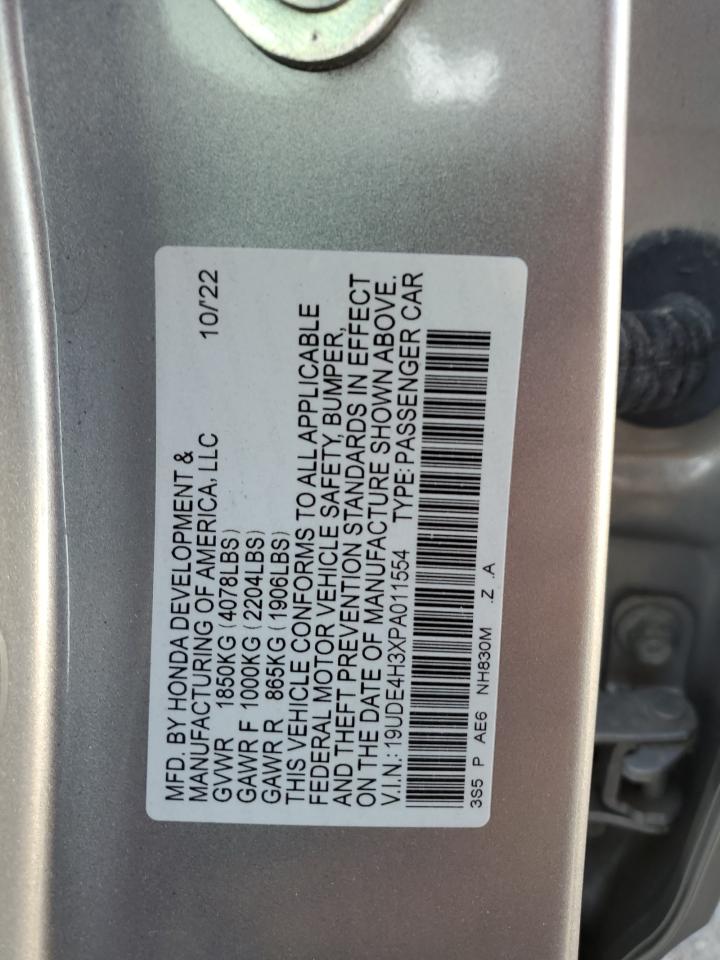 MFD. BY HONDA DEVELOPMENT &
MANUFACTURING OF AMERICA, LLC 10/'22
GVWR 1850KG (4078LBS)
GAWR F 1000KG (2204LBS)
GAWR R 865KG (1906LBS)
THIS VEHICLE CONFORMS TO ALL APPLICABLE
FEDERAL MOTOR VEHICLE SAFETY, BUMPER,
AND THEFT PREVENTION STANDARDS IN EFFECT
ON THE DATE OF MANUFACTURE SHOWN ABOVE.
V.I.N.: 19UDE4H3XPA011554 TYPE: PASSENGER CAR
3S5 P AE6 NH830M .Z .A